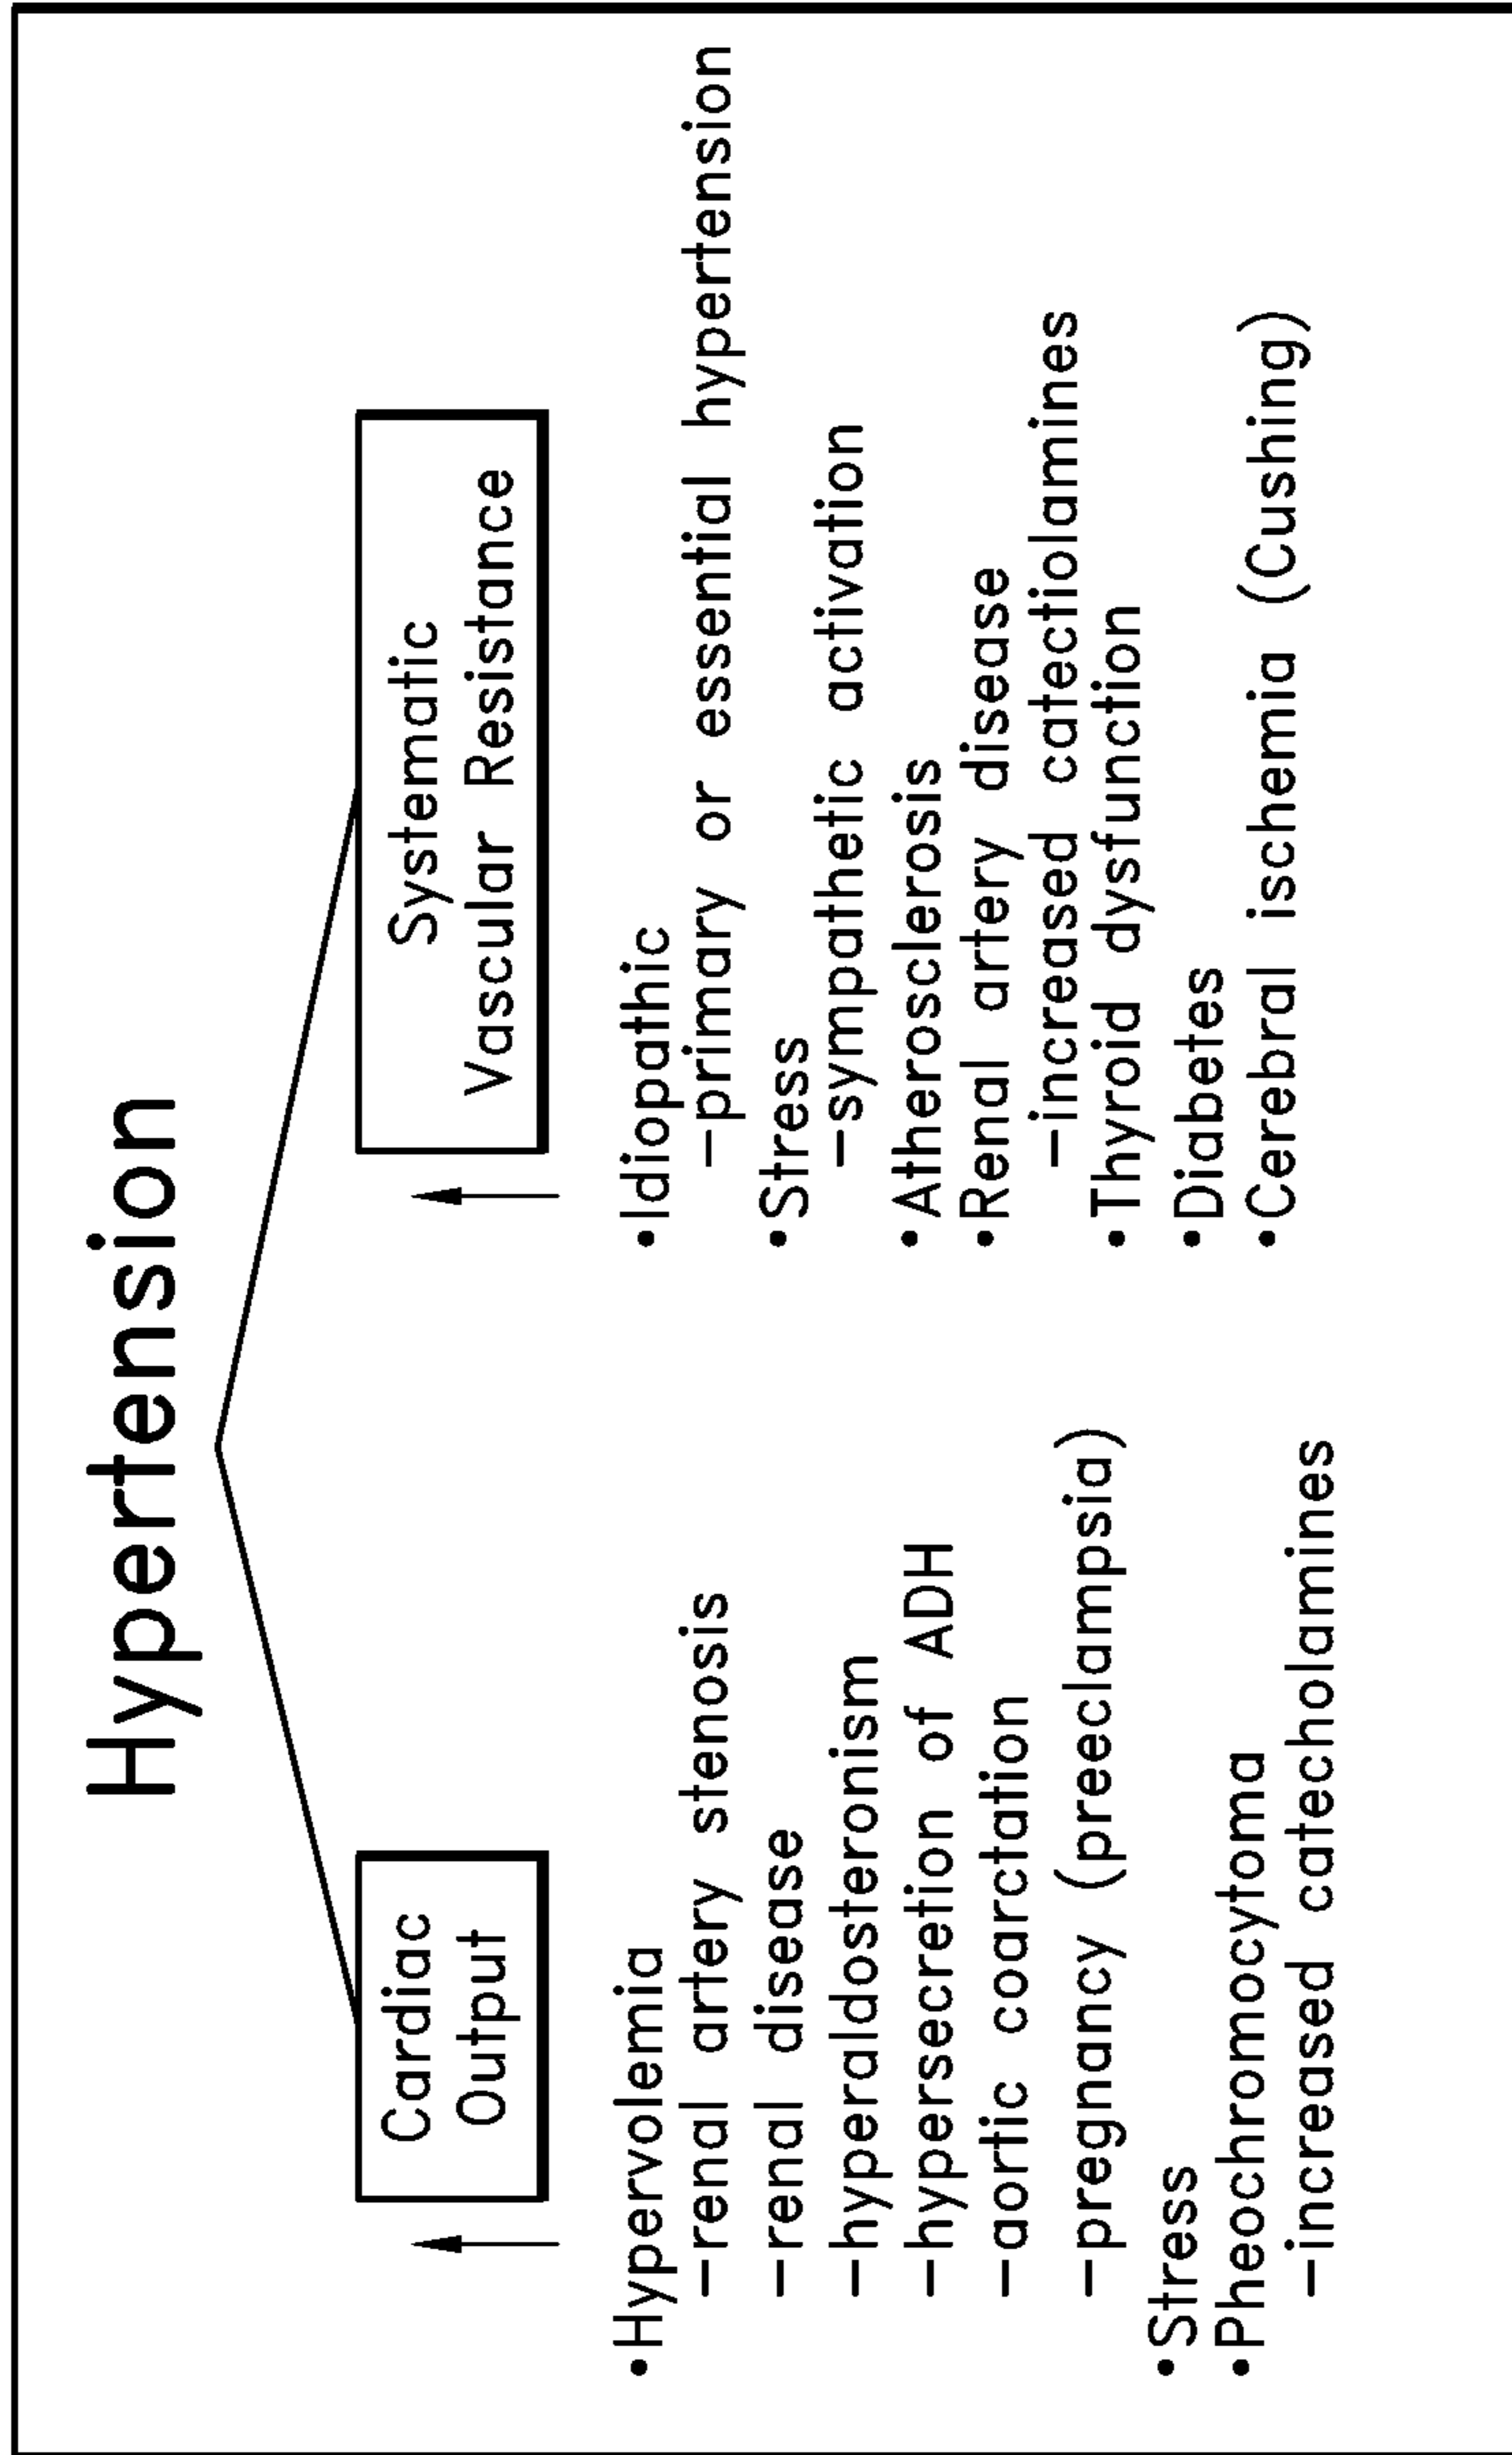 Hypertension
Cardiac
Output
•Hypervolemia
-renal artery stenosis
-renal disease
-hyperaldosteronism
-hypersecretion of ADH
-aortic coarctation
-pregnancy (preeclampsia)
•Stress
•Pheochromocytoma
-increased catecholamines
Systematic
Vascular Resistance
•Idiopathic
-primary or essential hypertension
•Stress
-sympathetic activation
•Atherosclerosis
•Renal artery disease
-increased catectiolamines
•Thyroid dysfunction
•Diabetes
•Cerebral ischemia (Cushing)